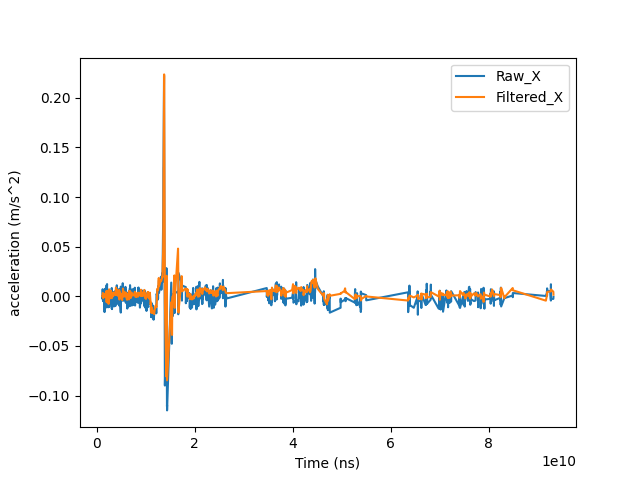 Raw_X
Filtered_X
acceleration (m/s^2)
0.20
0.15
0.10
0.05
0.00
−0.05
−0.10
0 2 4 6 8
Time (ns)
1e10